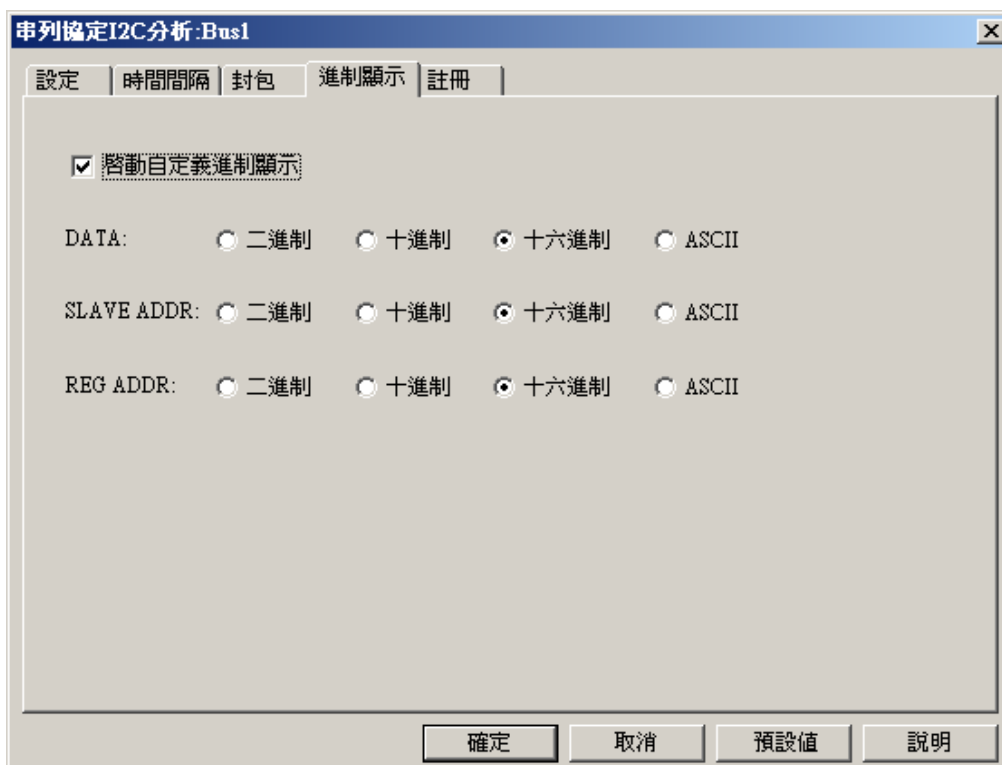 串列協定I2C分析:Bus1
設定 時間間隔 封包 進制顯示 註冊
啓動自定義進制顯示
DATA: 二進制 十進制 十六進制 ASCII
SLAVE ADDR: 二進制 十進制 十六進制 ASCII
REG ADDR: 二進制 十進制 十六進制 ASCII
確定 取消 預設值 說明